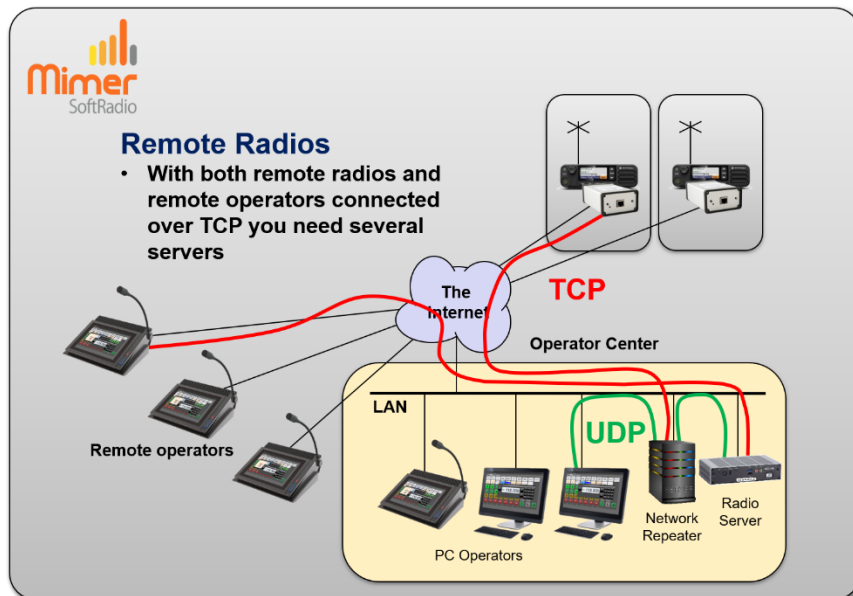 Mimer
SoftRadio
Remote Radios
• With both remote radios and
remote operators connected
over TCP you need several
servers
The
Internet
TCP
Operator Center
LAN
UDP
Remote operators
PC Operators
Network
Repeater
Radio
Server